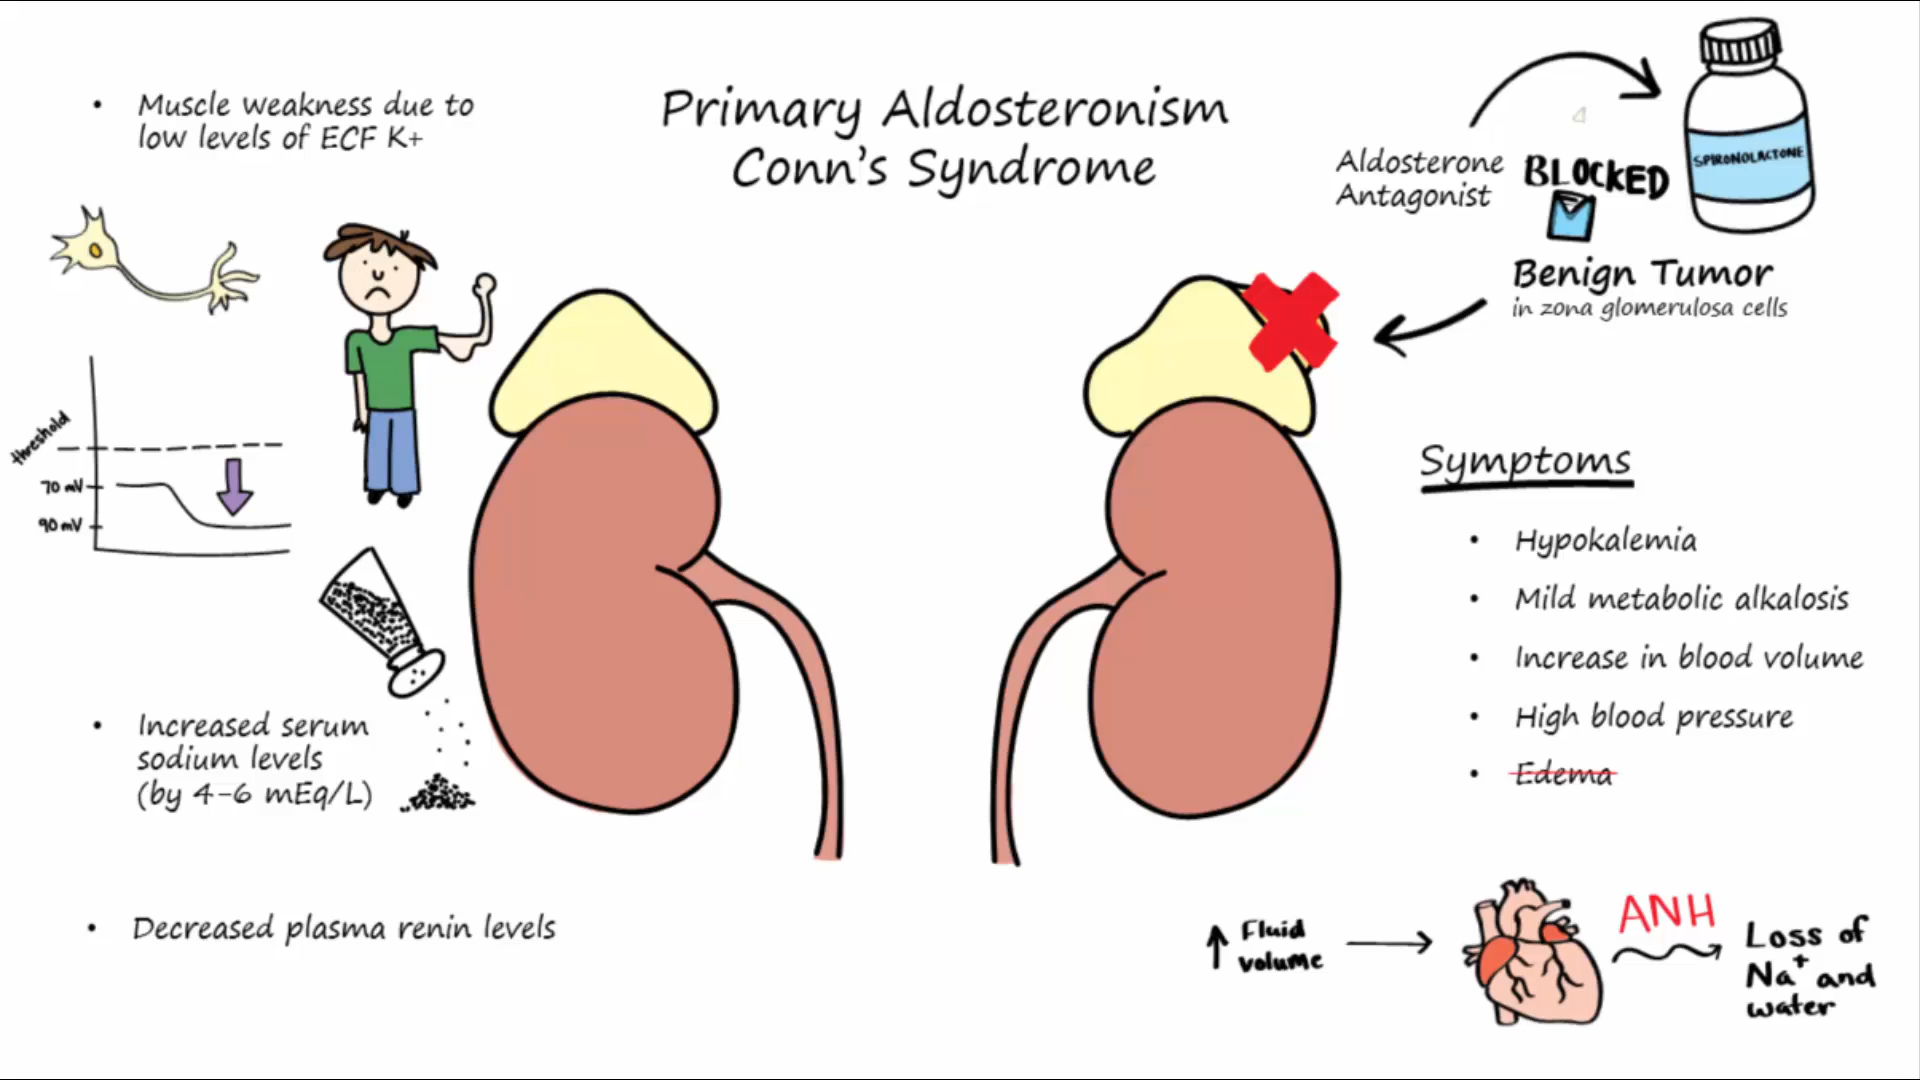 Primary Aldosteronism
Conn's Syndrome
• Muscle weakness due to
low levels of ECF K+
threshold
70 mV
90 mV
• Increased serum
sodium levels
(by 4-6 mEq/L)
• Decreased plasma renin levels
Aldosterone
Antagonist
BLOCKED
SPIRONOLACTONE
Benign Tumor
in zona glomerulosa cells
Symptoms
• Hypokalemia
• Mild metabolic alkalosis
• Increase in blood volume
• High blood pressure
• Edema
↑ Fluid
volume
ANH
Loss of
Na+ and
water